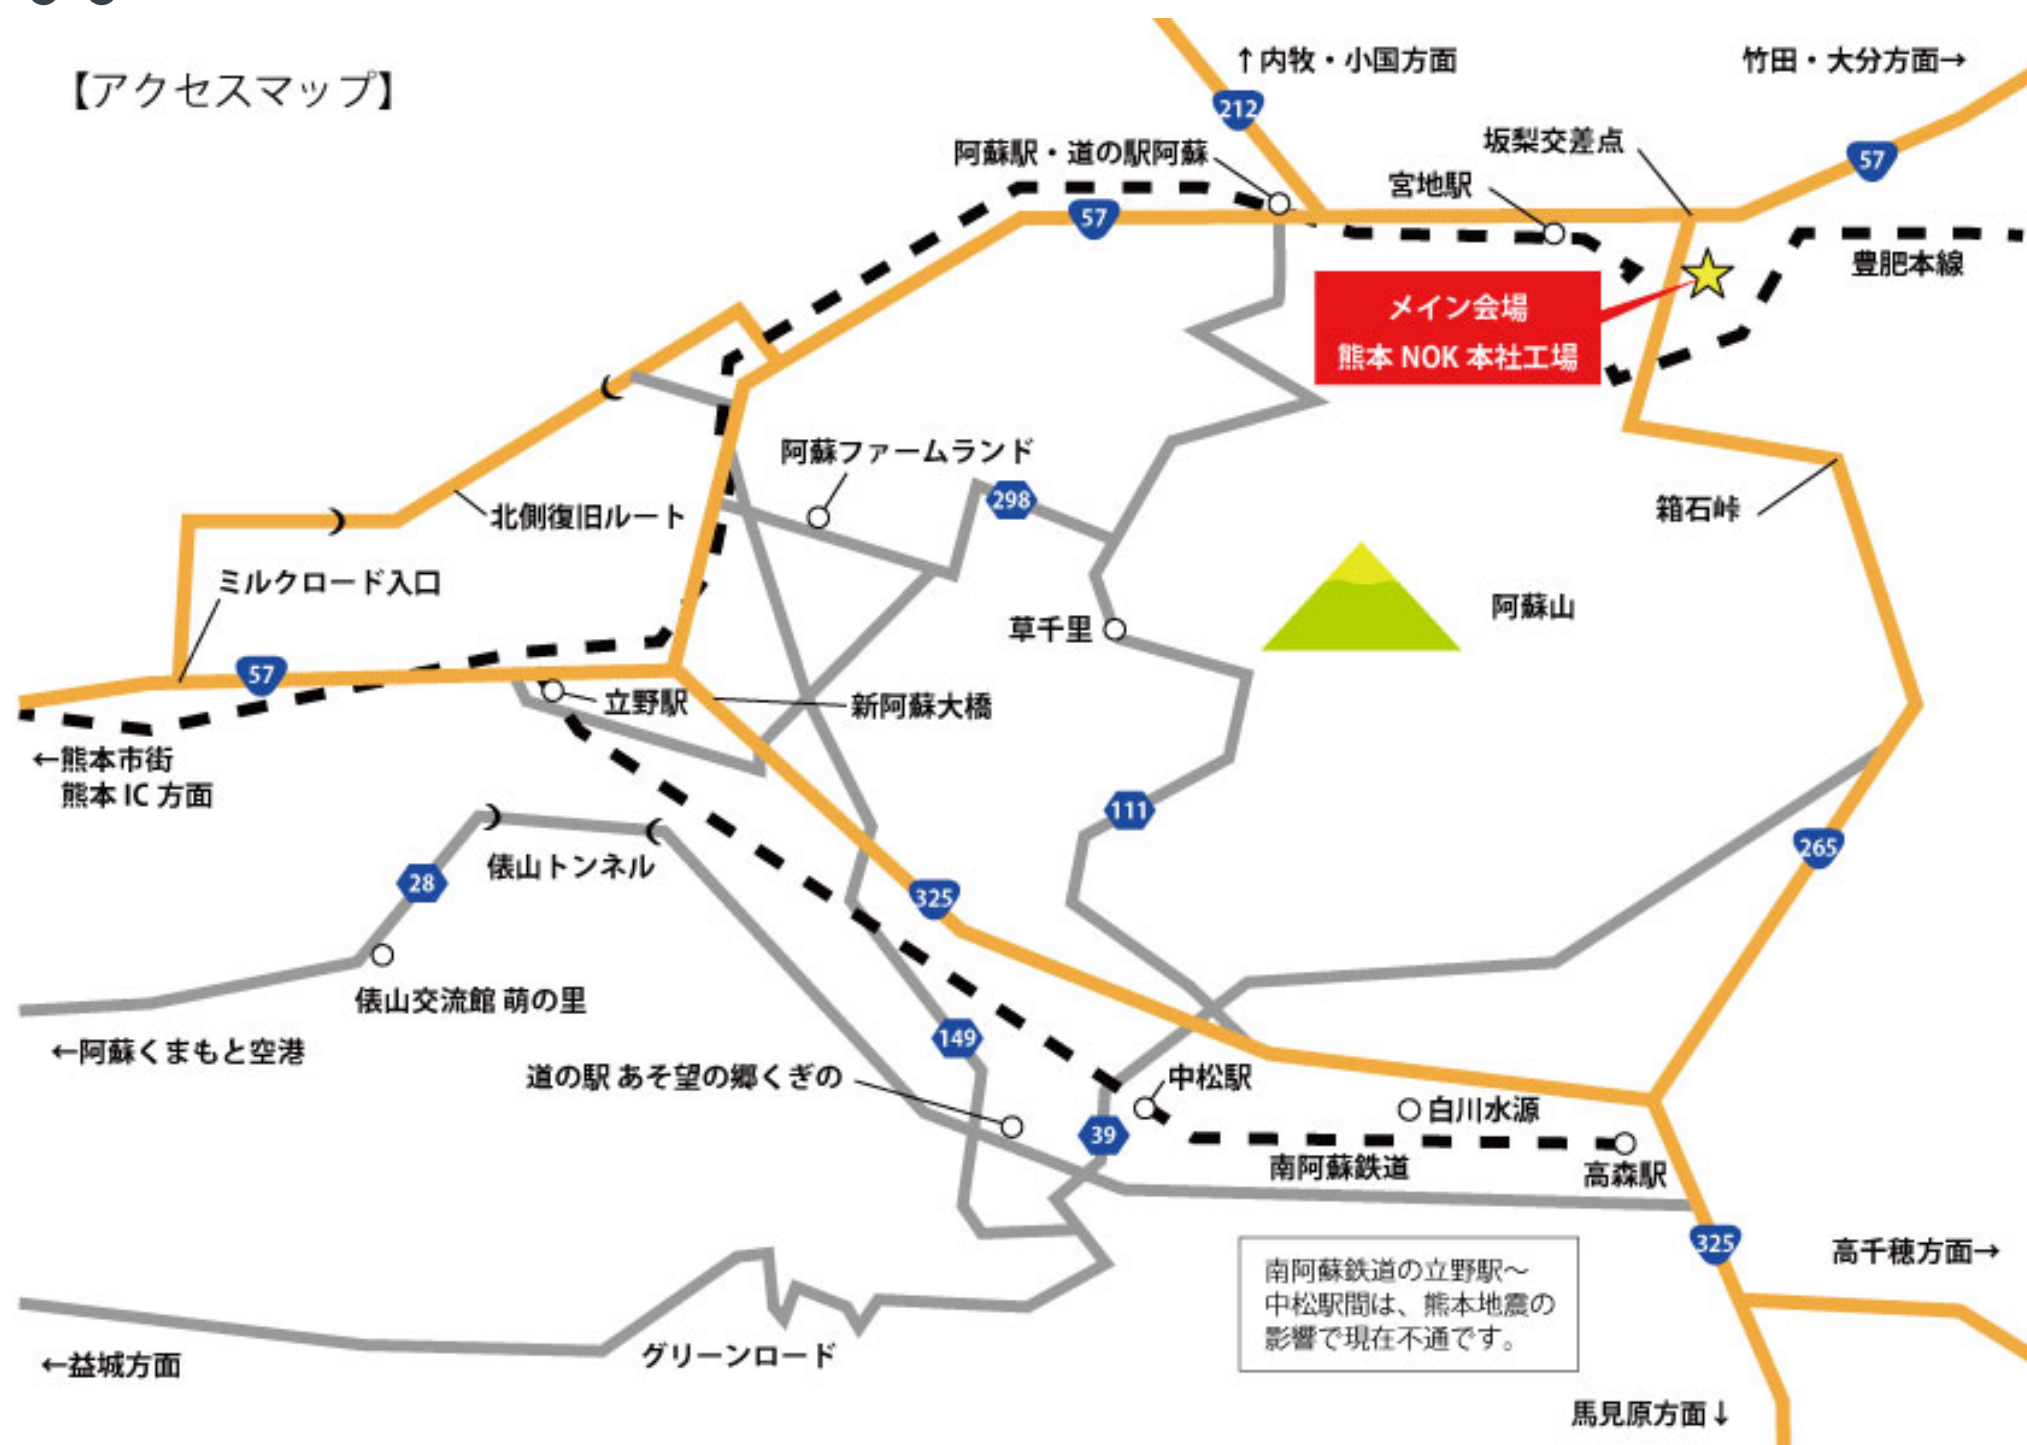 【アクセスマップ】
↑内牧・小国方面
竹田・大分方面→
212
坂梨交差点
阿蘇駅・道の駅阿蘇
57
宮地駅
57
豊肥本線
メイン会場
熊本 NOK 本社工場
阿蘇ファームランド
298
北側復旧ルート
箱石峠
ミルクロード入口
阿蘇山
草千里
57
立野駅
新阿蘇大橋
←熊本市街
熊本 IC 方面
111
265
俵山トンネル
28
325
俵山交流館 萌の里
←阿蘇くまもと空港
149
道の駅 あそ望の郷くぎの
中松駅
白川水源
39
南阿蘇鉄道
高森駅
325
高千穂方面→
南阿蘇鉄道の立野駅～
中松駅間は、熊本地震の
影響で現在不通です。
グリーンロード
←益城方面
馬見原方面↓